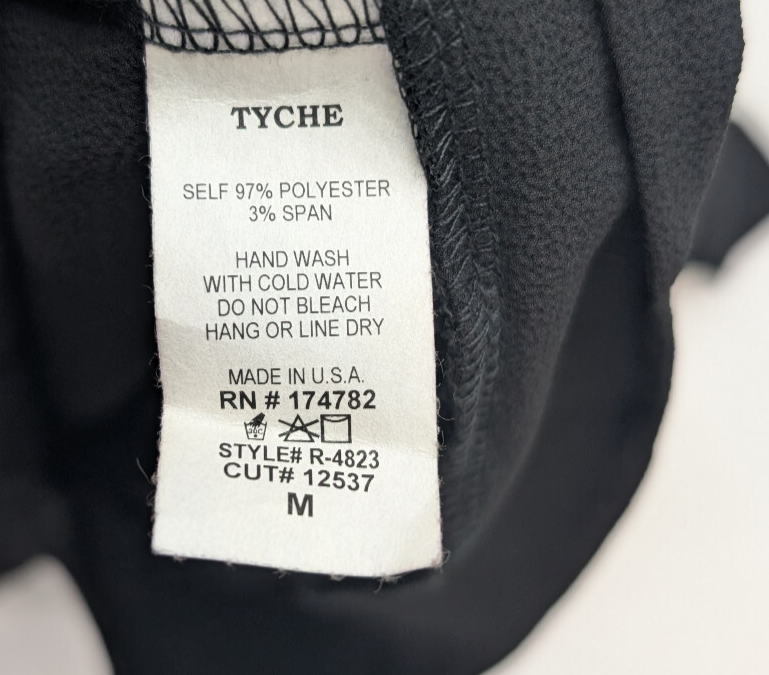 TYCHE
SELF 97% POLYESTER
3% SPAN
HAND WASH
WITH COLD WATER
DO NOT BLEACH
HANG OR LINE DRY
MADE IN U.S.A.
RN # 174782
STYLE# R-4823
CUT# 12537
M